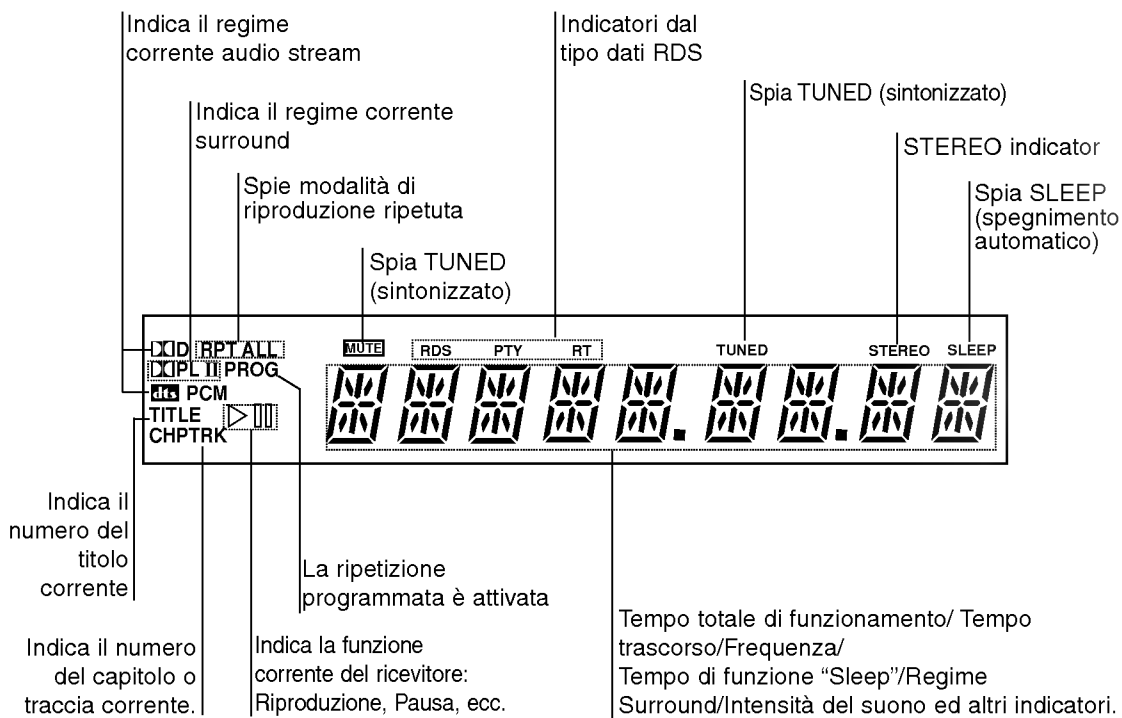 Indica il regime
corrente audio stream
Indicatori dal
tipo dati RDS
Spia TUNED (sintonizzato)
Indica il regime corrente
surround
STEREO indicator
Spie modalità di
riproduzione ripetuta
Spia SLEEP
(spegnimento
automatico)
Spia TUNED
(sintonizzato)
D RPT ALL
MUTE
RDS PTY RT
TUNED
STEREO SLEEP
PL II PROG
dts PCM
TITLE
CHPTRK
Indica il
numero del
titolo
corrente
La ripetizione
programmata è attivata
Indica il numero
del capitolo o
traccia corrente.
Indica la funzione
corrente del ricevitore:
Riproduzione, Pausa, ecc.
Tempo totale di funzionamento/ Tempo
trascorso/Frequenza/
Tempo di funzione “Sleep”/Regime
Surround/Intensità del suono ed altri indicatori.